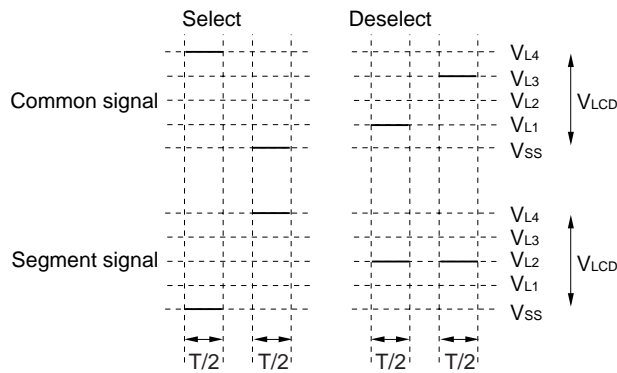 Select Deselect
VL4
VL3
Common signal VL2 VLCD
VL1
VSS
VL4
VL3
Segment signal VL2 VLCD
VL1
VSS
T/2 T/2 T/2 T/2